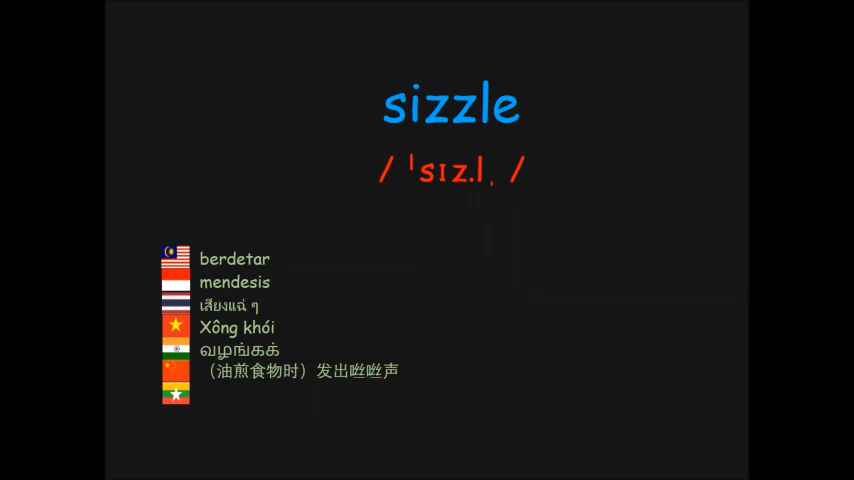 sizzle
/ ˈsɪz.l̩ /
berdetar
mendesis
เสียงแฉ่ ๆ
Xông khói
வழங்கக்
（油煎食物时）发出咝咝声